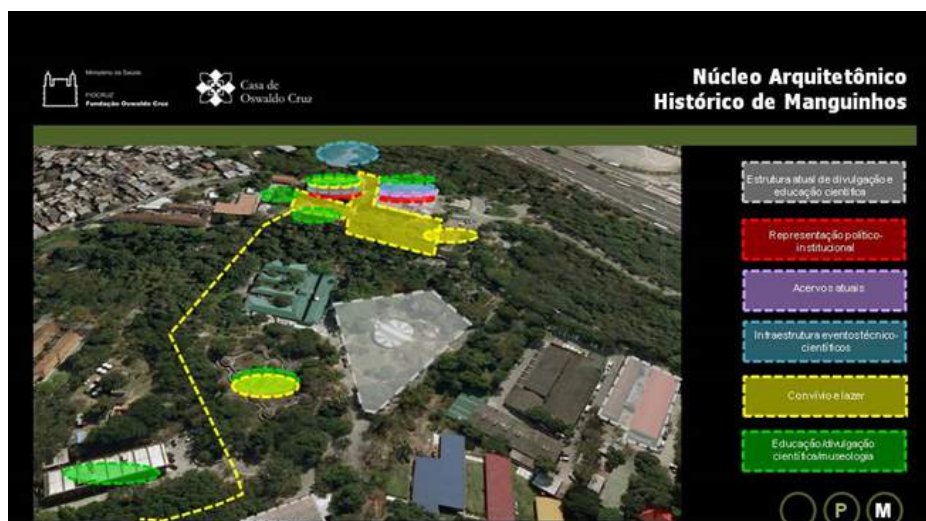 Ministério da Saúde
FIOCRUZ
Fundação Oswaldo Cruz
Casa de
Oswaldo Cruz
Núcleo Arquitetônico
Histórico de Manguinhos
Estrutura atual de divulgação e
educação científica
Representação político-
institucional
Acervos atuais
Infraestrutura eventos técnico-
científicos
Convívio e lazer
Educação/divulgação
científica/museologia
P
M